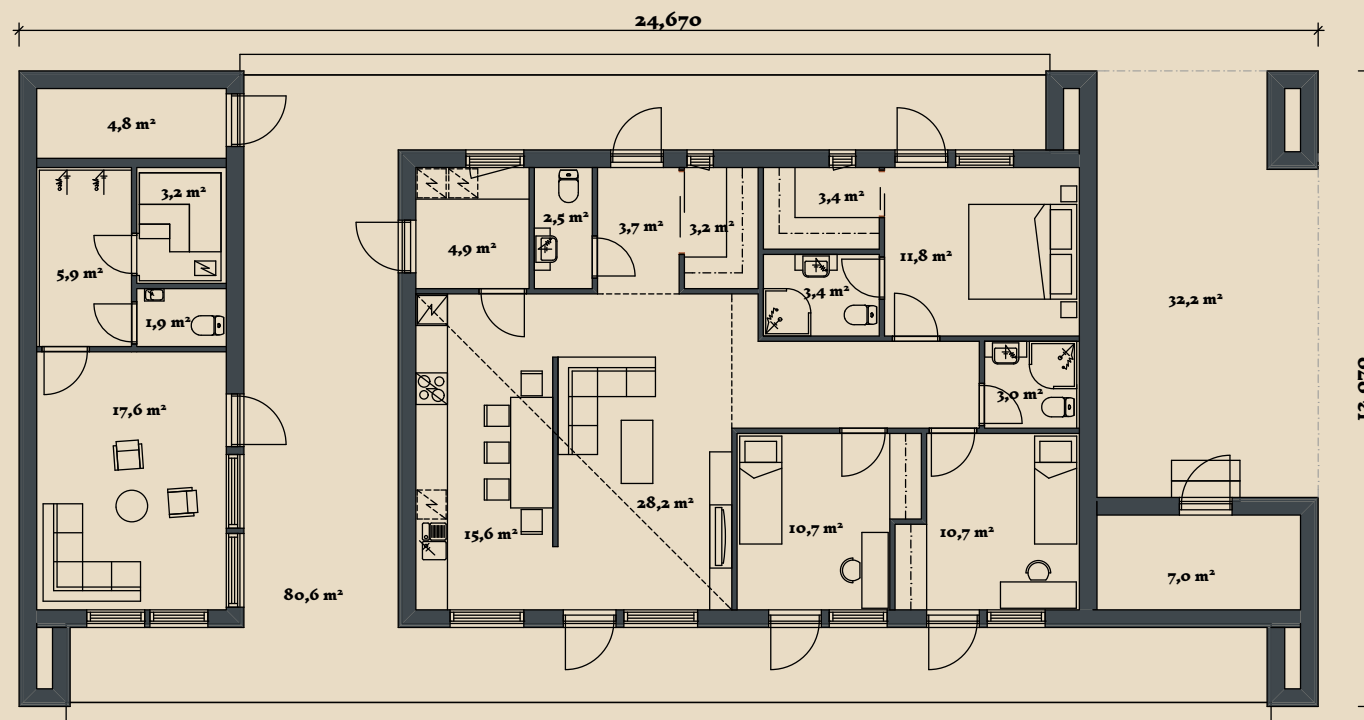 24,670
4,8 m²
3,2 m²
5,9 m²
1,9 m²
17,6 m²
80,6 m²
4,9 m²
2,5 m²
3,7 m²
3,2 m²
3,4 m²
11,8 m²
3,4 m²
3,0 m²
32,2 m²
28,2 m²
15,6 m²
10,7 m²
10,7 m²
7,0 m²